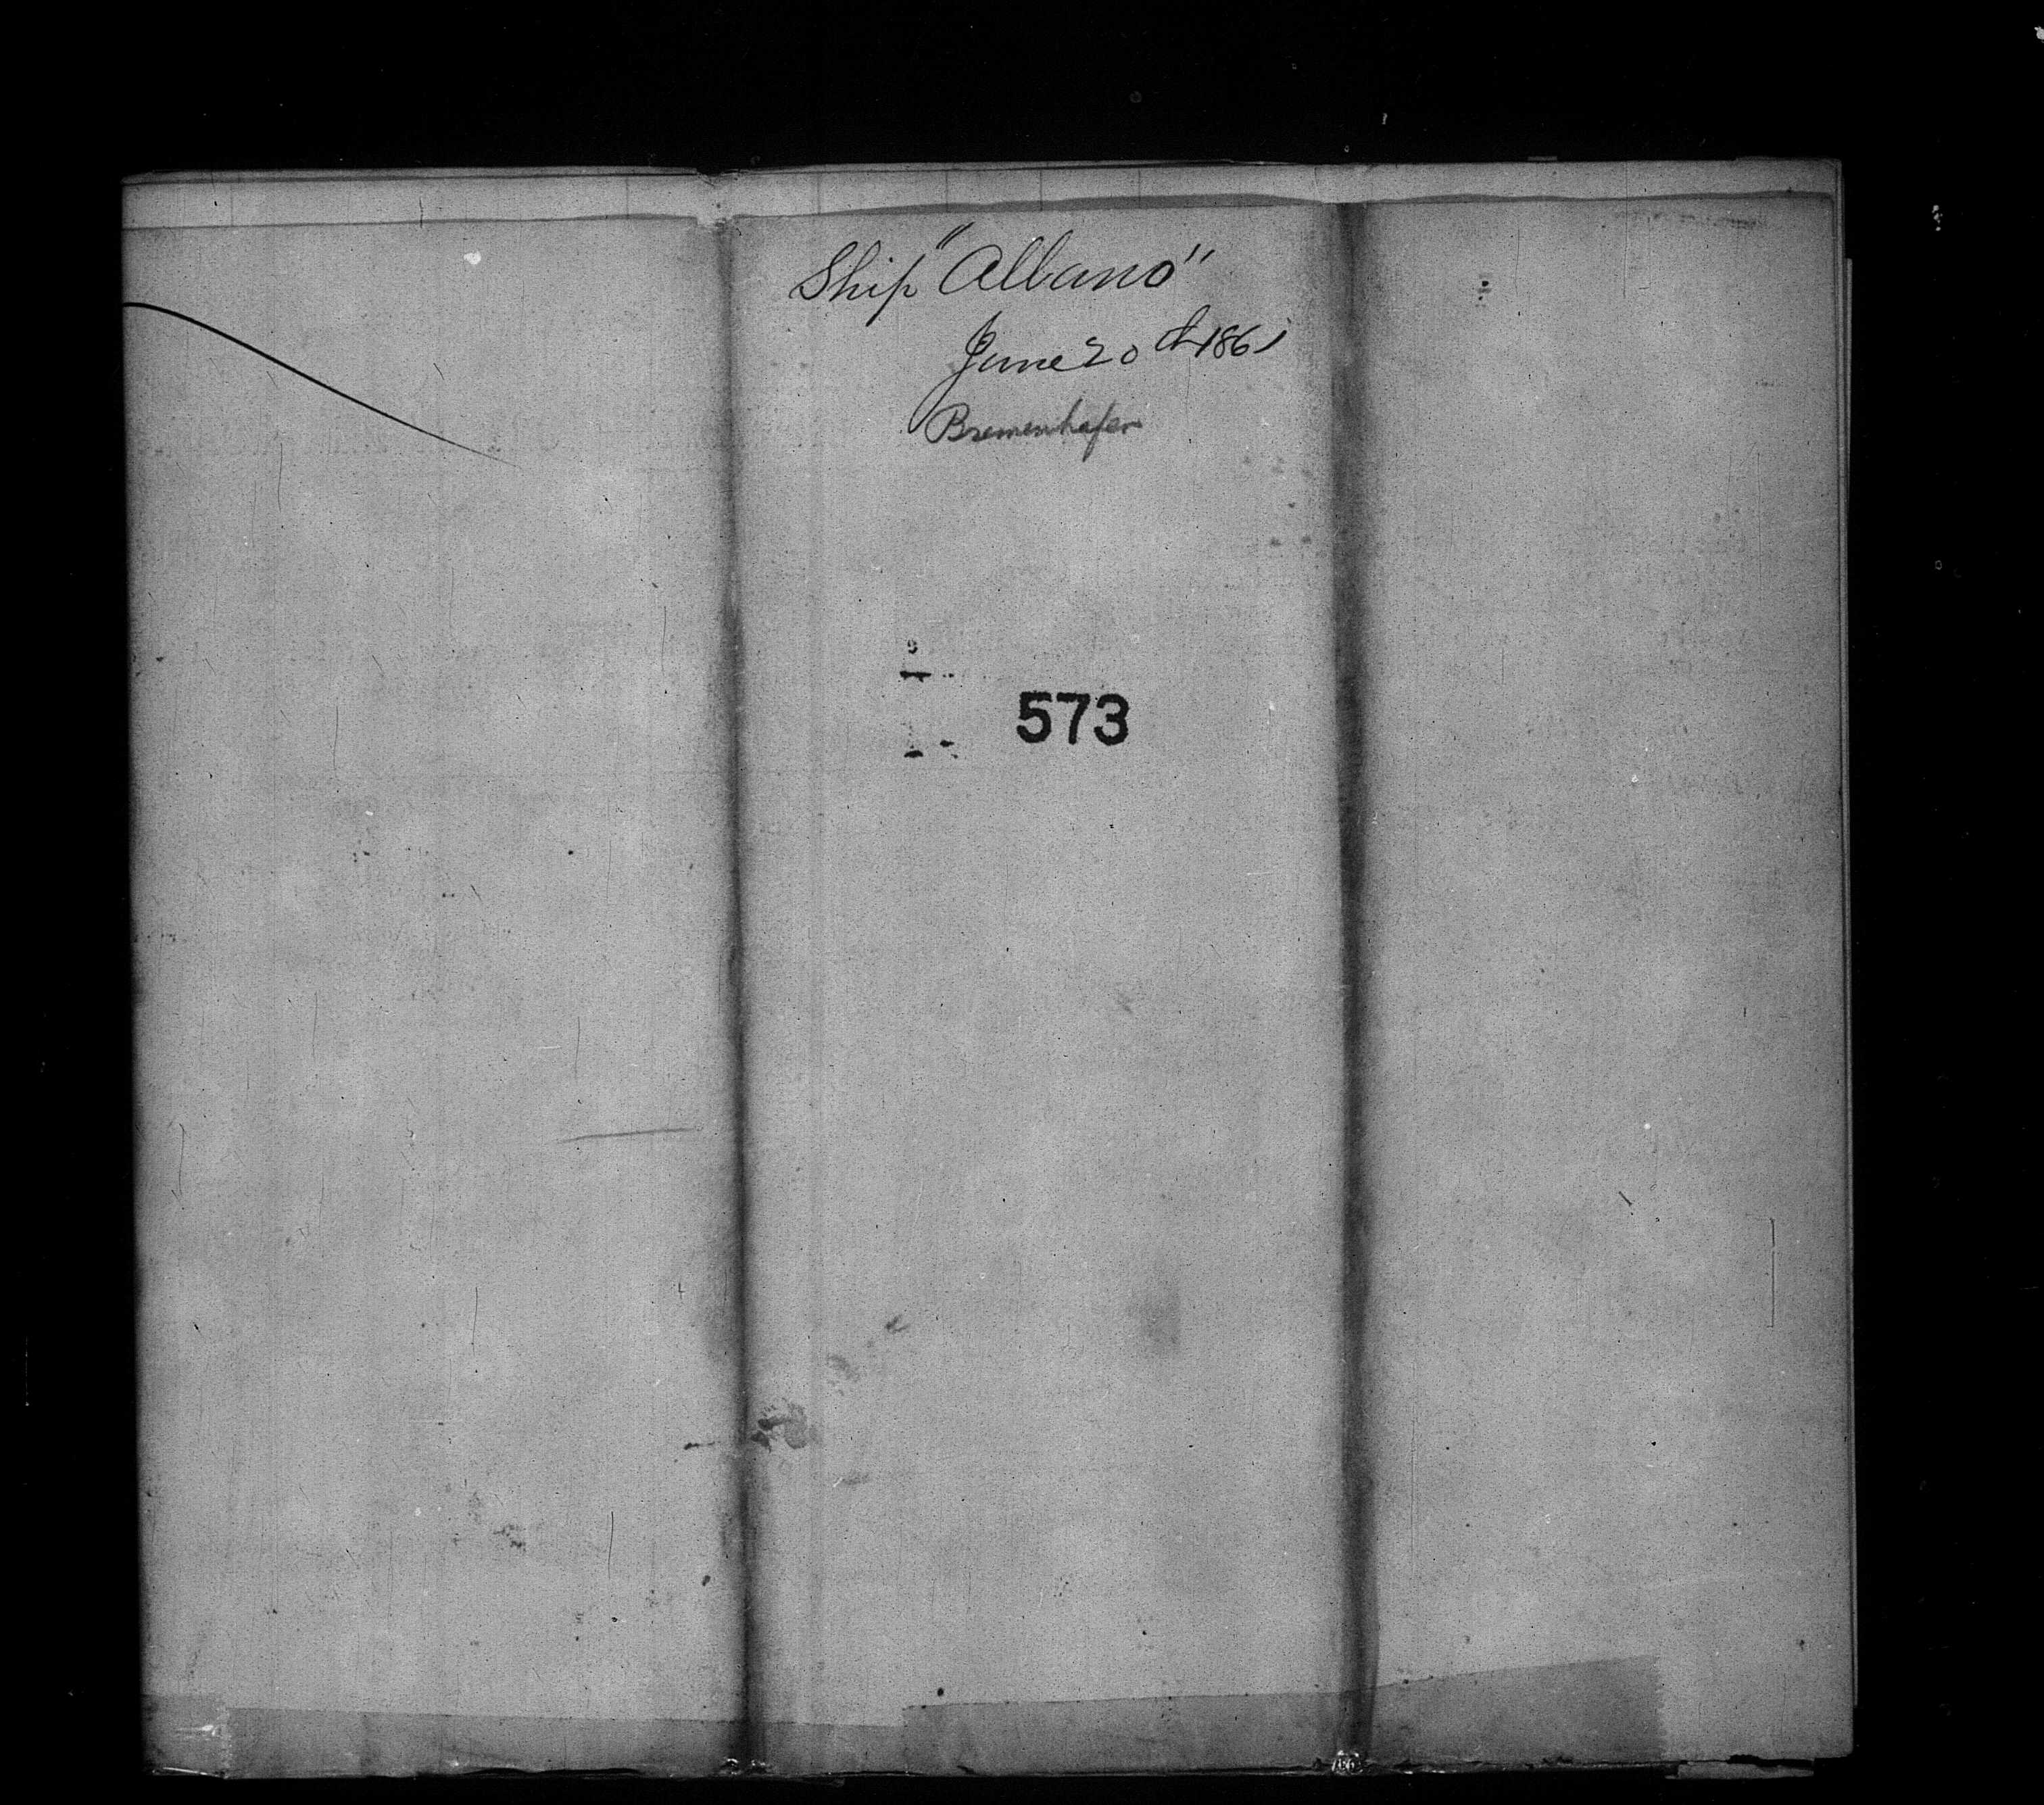 Ship "Albano"
June 20th 1861
Bremenhafen
573